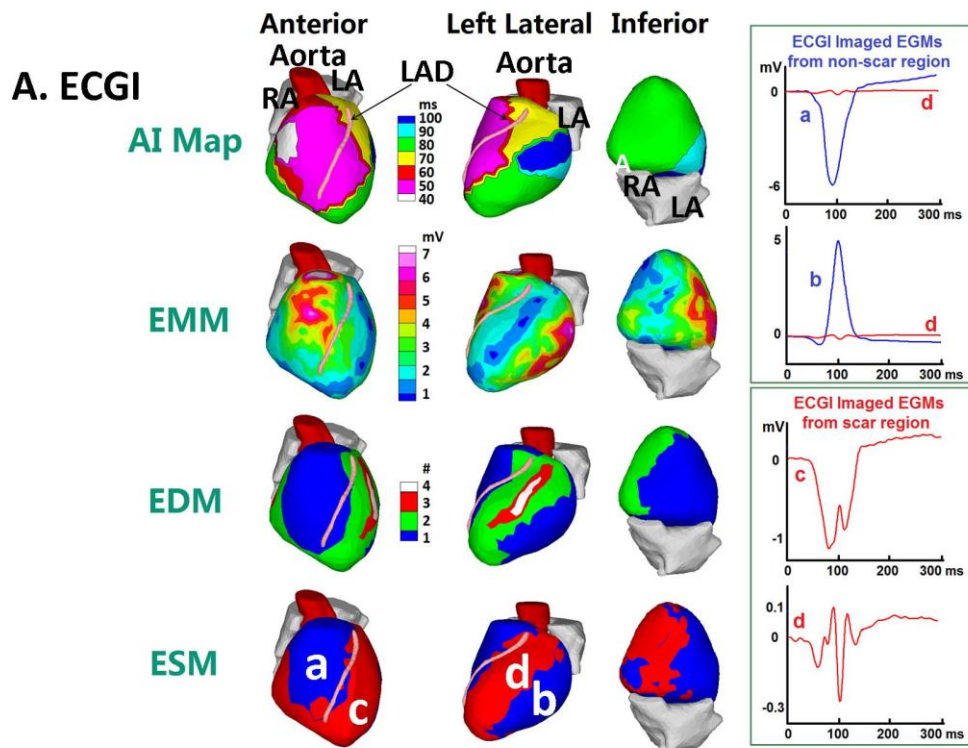 A. ECGI
Anterior
Left Lateral
Inferior
Aorta
LA
RA
LAD
Aorta
LA
AI Map
ms
100
90
80
70
60
50
40
A
RA
LA
EMM
mV
7
6
5
4
3
2
1
EDM
#
4
3
2
1
ESM
a
c
d
b
ECGI Imaged EGMs
from non-scar region
mV
0
d
a
-6
0 100 200 300 ms
5
b
d
0
0 100 200 300 ms
ECGI Imaged EGMs
from scar region
mV
0
c
-1
0 100 200 300 ms
0.1
d
0
-0.3
0 100 200 300 ms